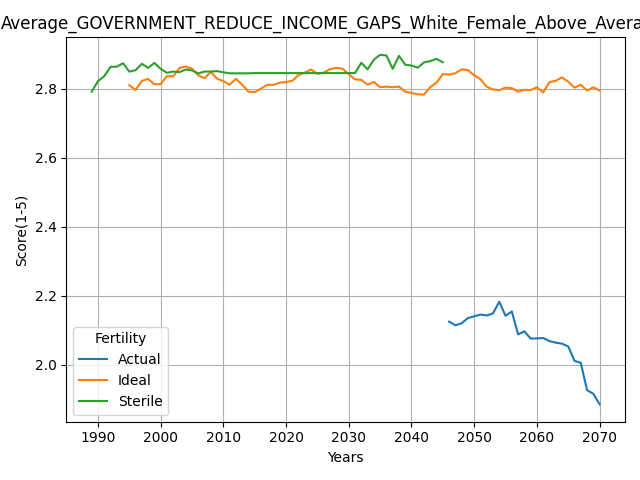 Average_GOVERNMENT_REDUCE_INCOME_GAPS_White_Female_Above_Avera
Score(1-5)
2.8
2.6
2.4
2.2
2.0
Fertility
Actual
Ideal
Sterile
1990 2000 2010 2020 2030 2040 2050 2060 2070
Years